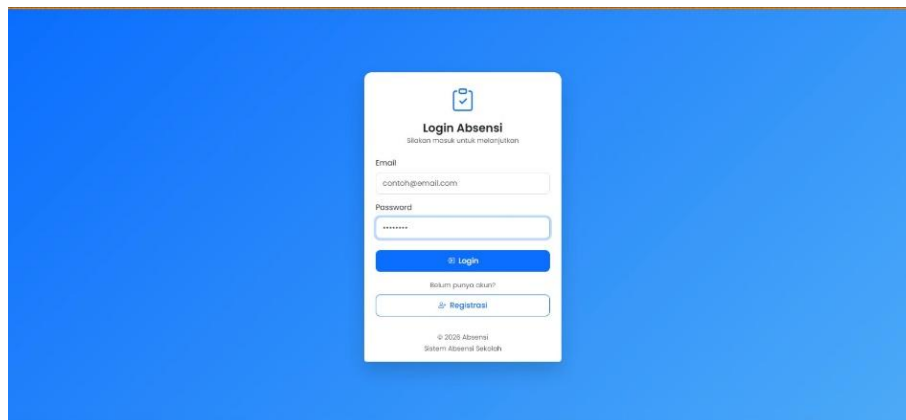 Login Absensi
Silakan masuk untuk melanjutkan
Email
contoh@email.com
Password
••••••••
Login
Belum punya akun?
Registrasi
© 2026 Absensi
Sistem Absensi Sekolah